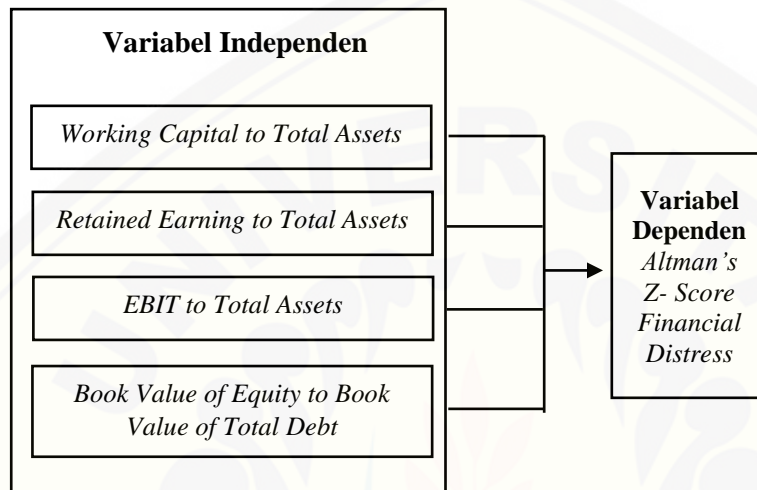 Variabel Independen
Working Capital to Total Assets
Retained Earning to Total Assets
EBIT to Total Assets
Book Value of Equity to Book
Value of Total Debt
Variabel
Dependen
Altman's
Z- Score
Financial
Distress